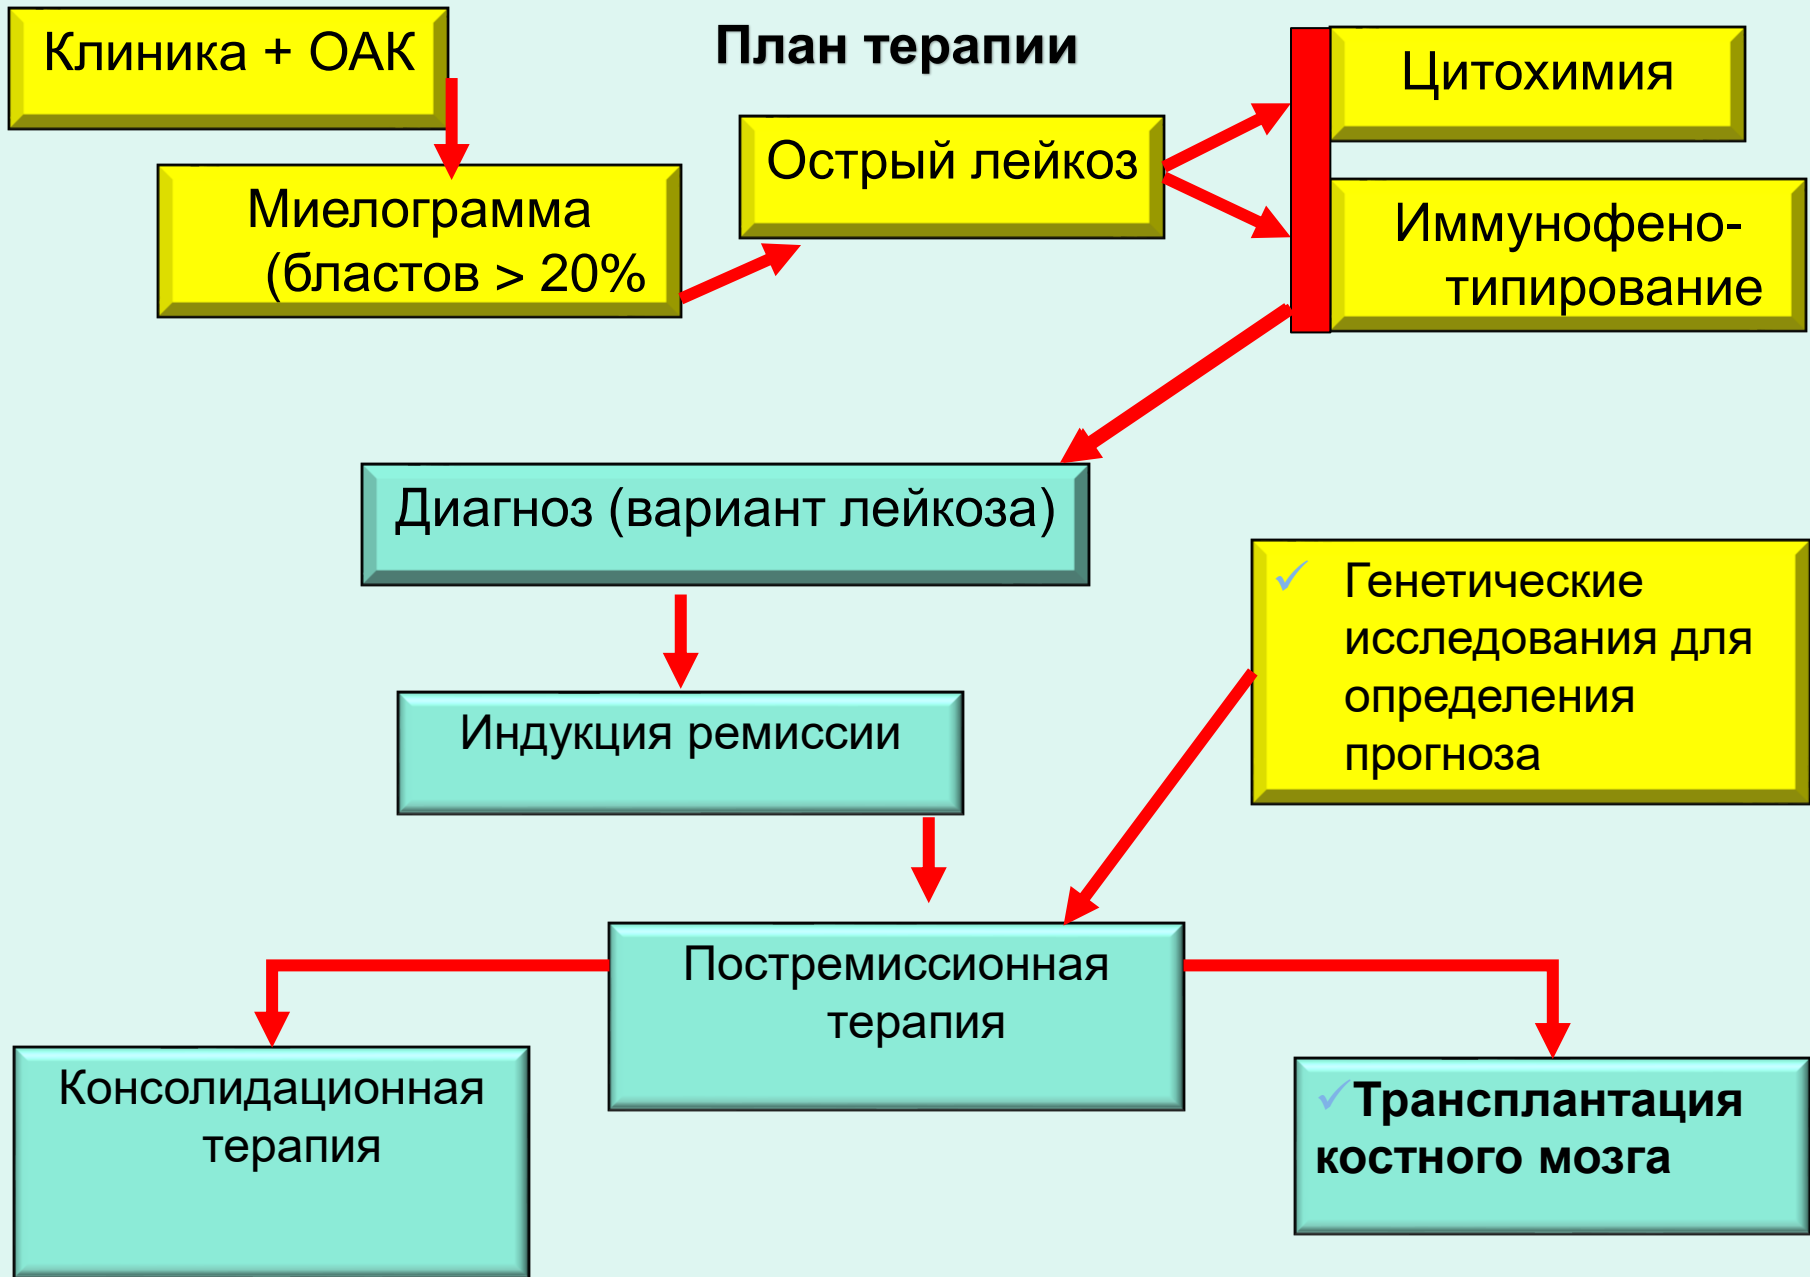 План терапии
Клиника + ОАК
Миелограмма
(бластов > 20%
Острый лейкоз
Цитохимия
Иммунофено-
типирование
Диагноз (вариант лейкоза)
✓ Генетические
исследования для
определения
прогноза
Индукция ремиссии
Постремиссионная
терапия
Консолидационная
терапия
✓Трансплантация
костного мозга